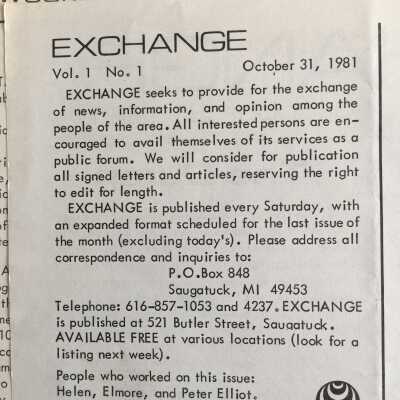 EXCHANGE
Vol. 1 No. 1 October 31, 1981
EXCHANGE seeks to provide for the exchange
of news, information, and opinion among the
people of the area. All interested persons are en-
couraged to avail themselves of its services as a
public forum. We will consider for publication
all signed letters and articles, reserving the right
to edit for length.
EXCHANGE is published every Saturday, with
an expanded format scheduled for the last issue of
the month (excluding today's). Please address all
correspondence and inquiries to:
P.O.Box 848
Saugatuck, MI 49453
Telephone: 616-857-1053 and 4237. EXCHANGE
is published at 521 Butler Street, Saugatuck.
AVAILABLE FREE at various locations (look for a
listing next week).
People who worked on this issue:
Helen, Elmore, and Peter Elliot.